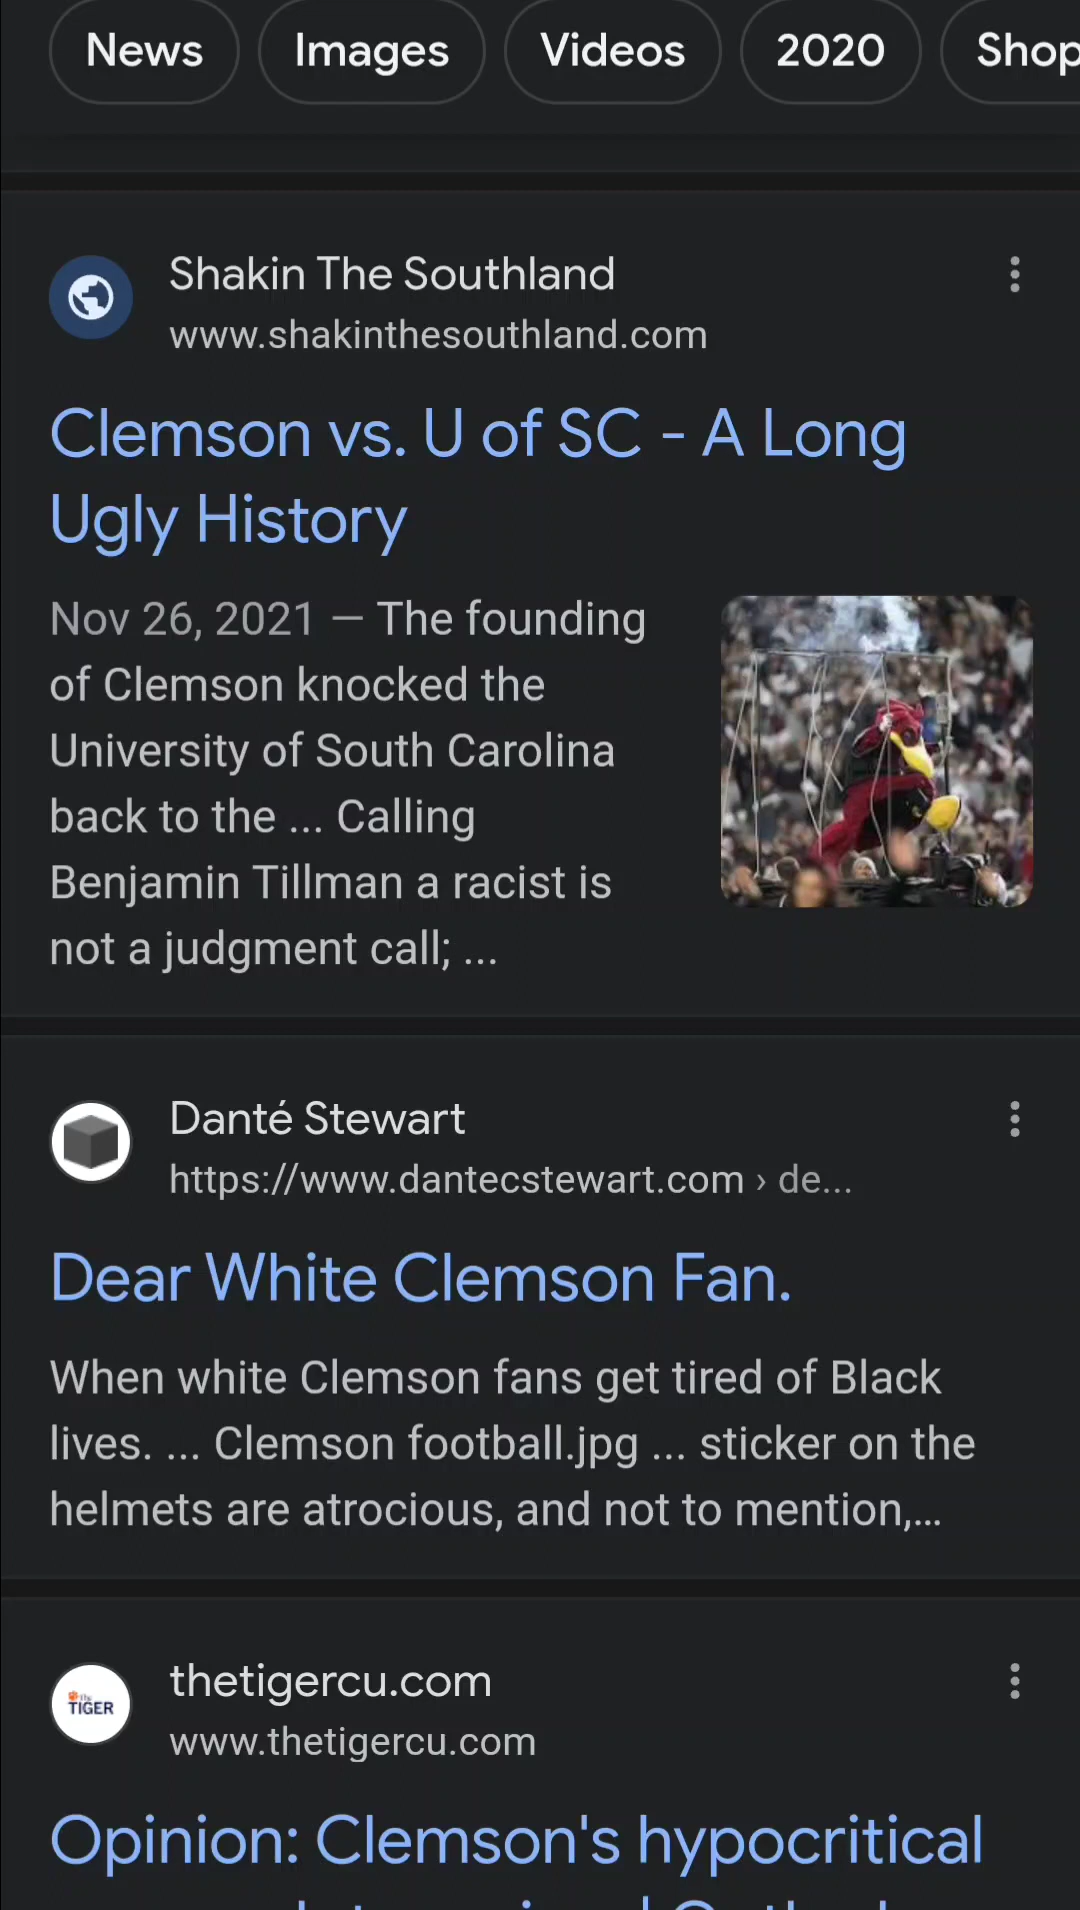 News Images Videos 2020 Shop
Shakin The Southland
www.shakinthesouthland.com
Clemson vs. U of SC - A Long
Ugly History
Nov 26, 2021 — The founding
of Clemson knocked the
University of South Carolina
back to the ... Calling
Benjamin Tillman a racist is
not a judgment call; ...
Danté Stewart
https://www.dantecstewart.com › de...
Dear White Clemson Fan.
When white Clemson fans get tired of Black
lives. ... Clemson football.jpg ... sticker on the
helmets are atrocious, and not to mention,...
The
TIGER
thetigercu.com
www.thetigercu.com
Opinion: Clemson's hypocritical